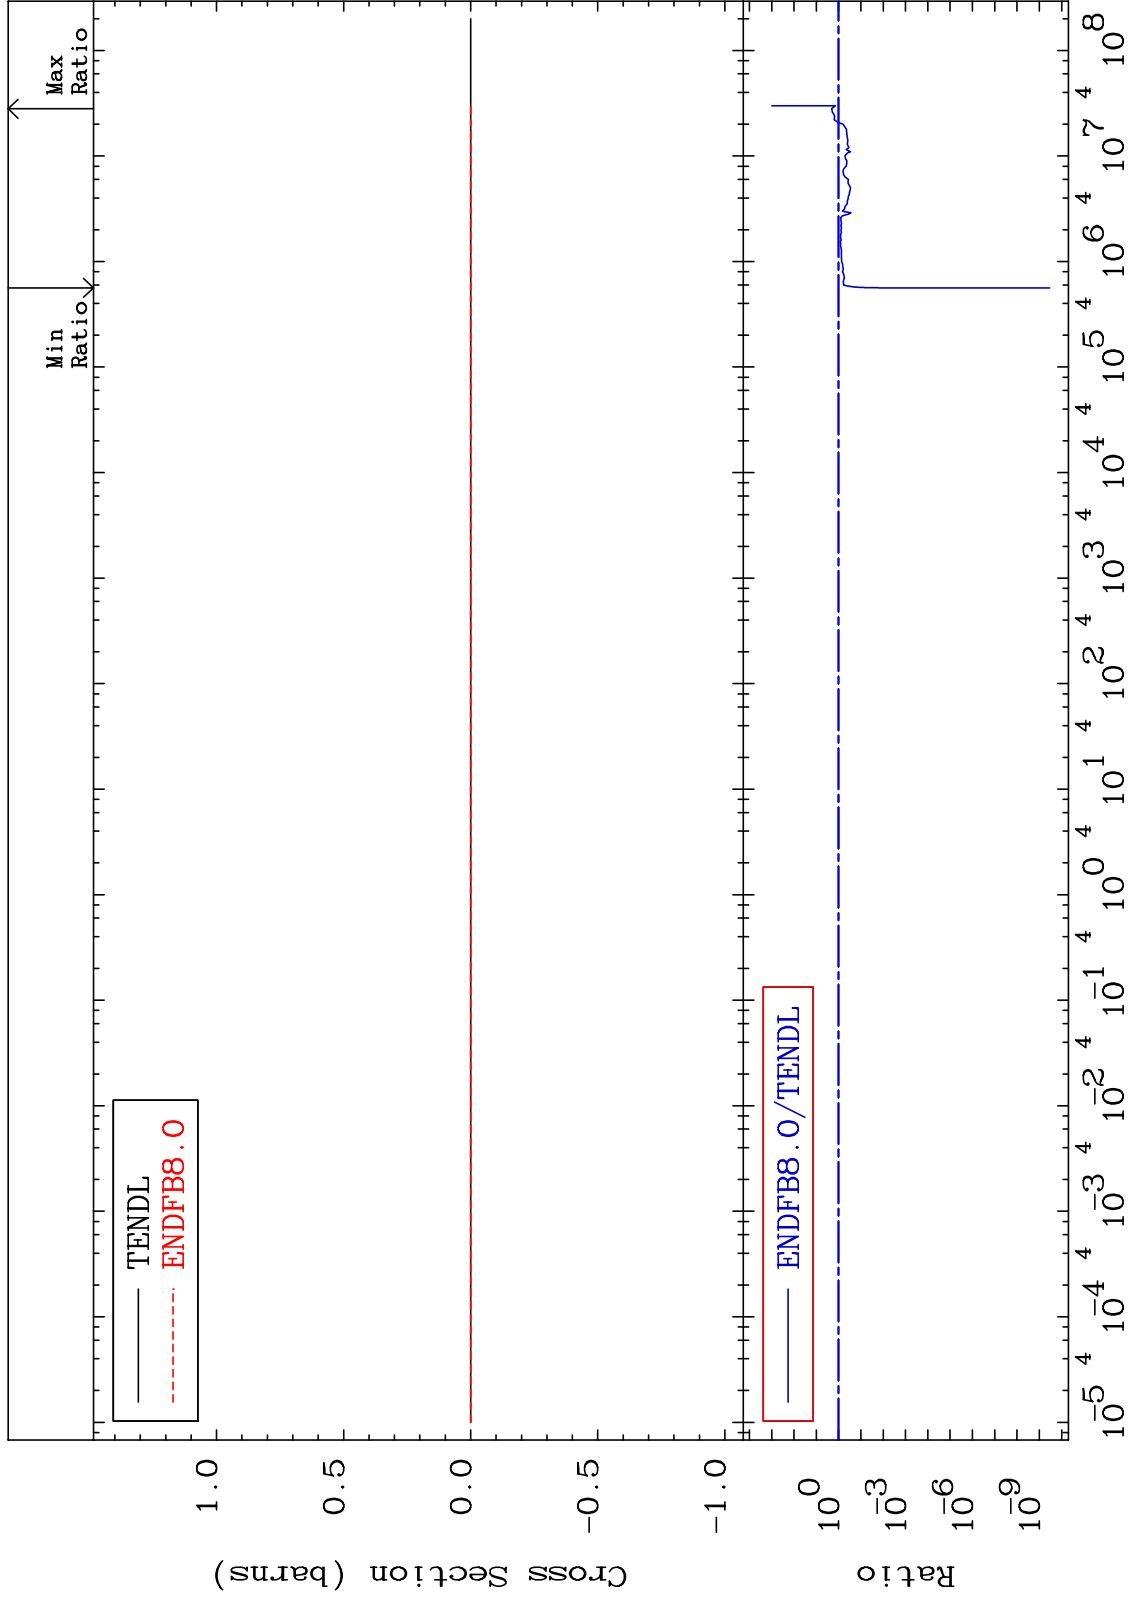 Min
Ratio
Max
Ratio
TENDL
ENDFB8.0
1.0
0.5
0.0
-0.5
-1.0
Cross Section (barns)
ENDFB8.0/TENDL
10^0
10^-3
10^-6
10^-9
Ratio
10^-5 4 10^-4 4 10^-3 4 10^-2 4 10^-1 4 10^0 4 10^1 4 10^2 4 10^3 4 10^4 4 10^5 4 10^6 4 10^7 4 10^8